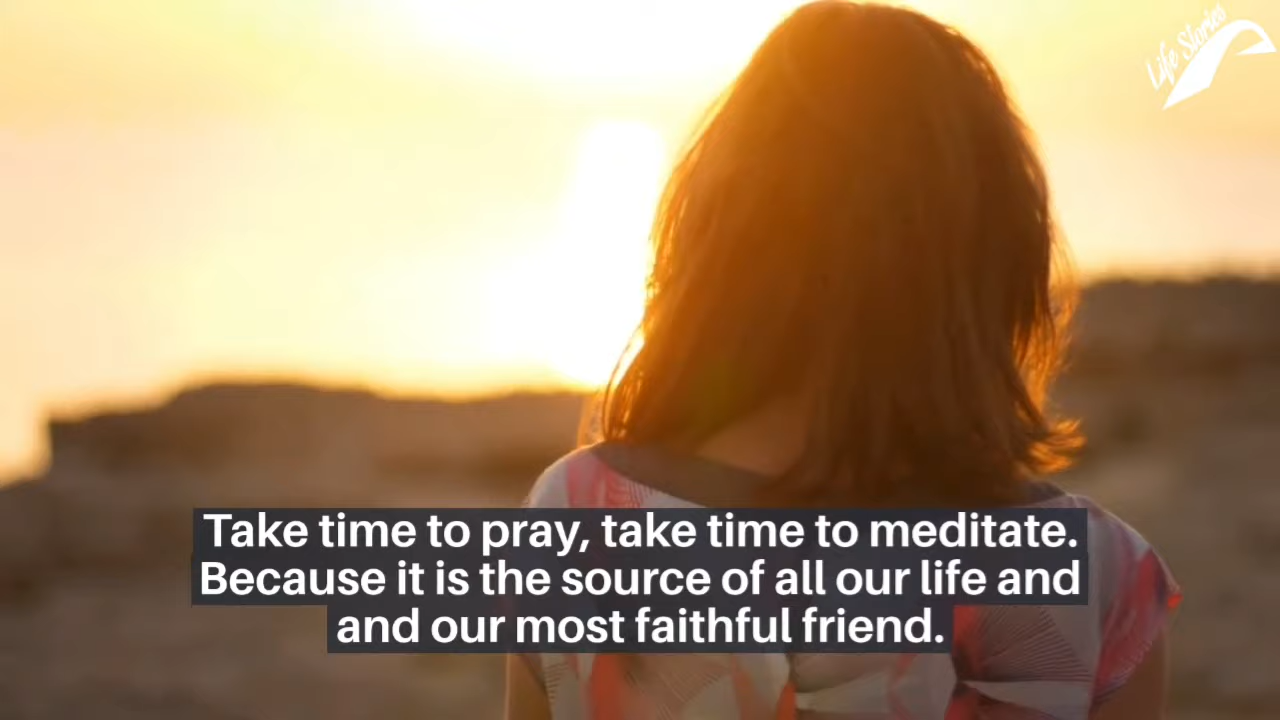 Life Stories
Take time to pray, take time to meditate.
Because it is the source of all our life and
and our most faithful friend.